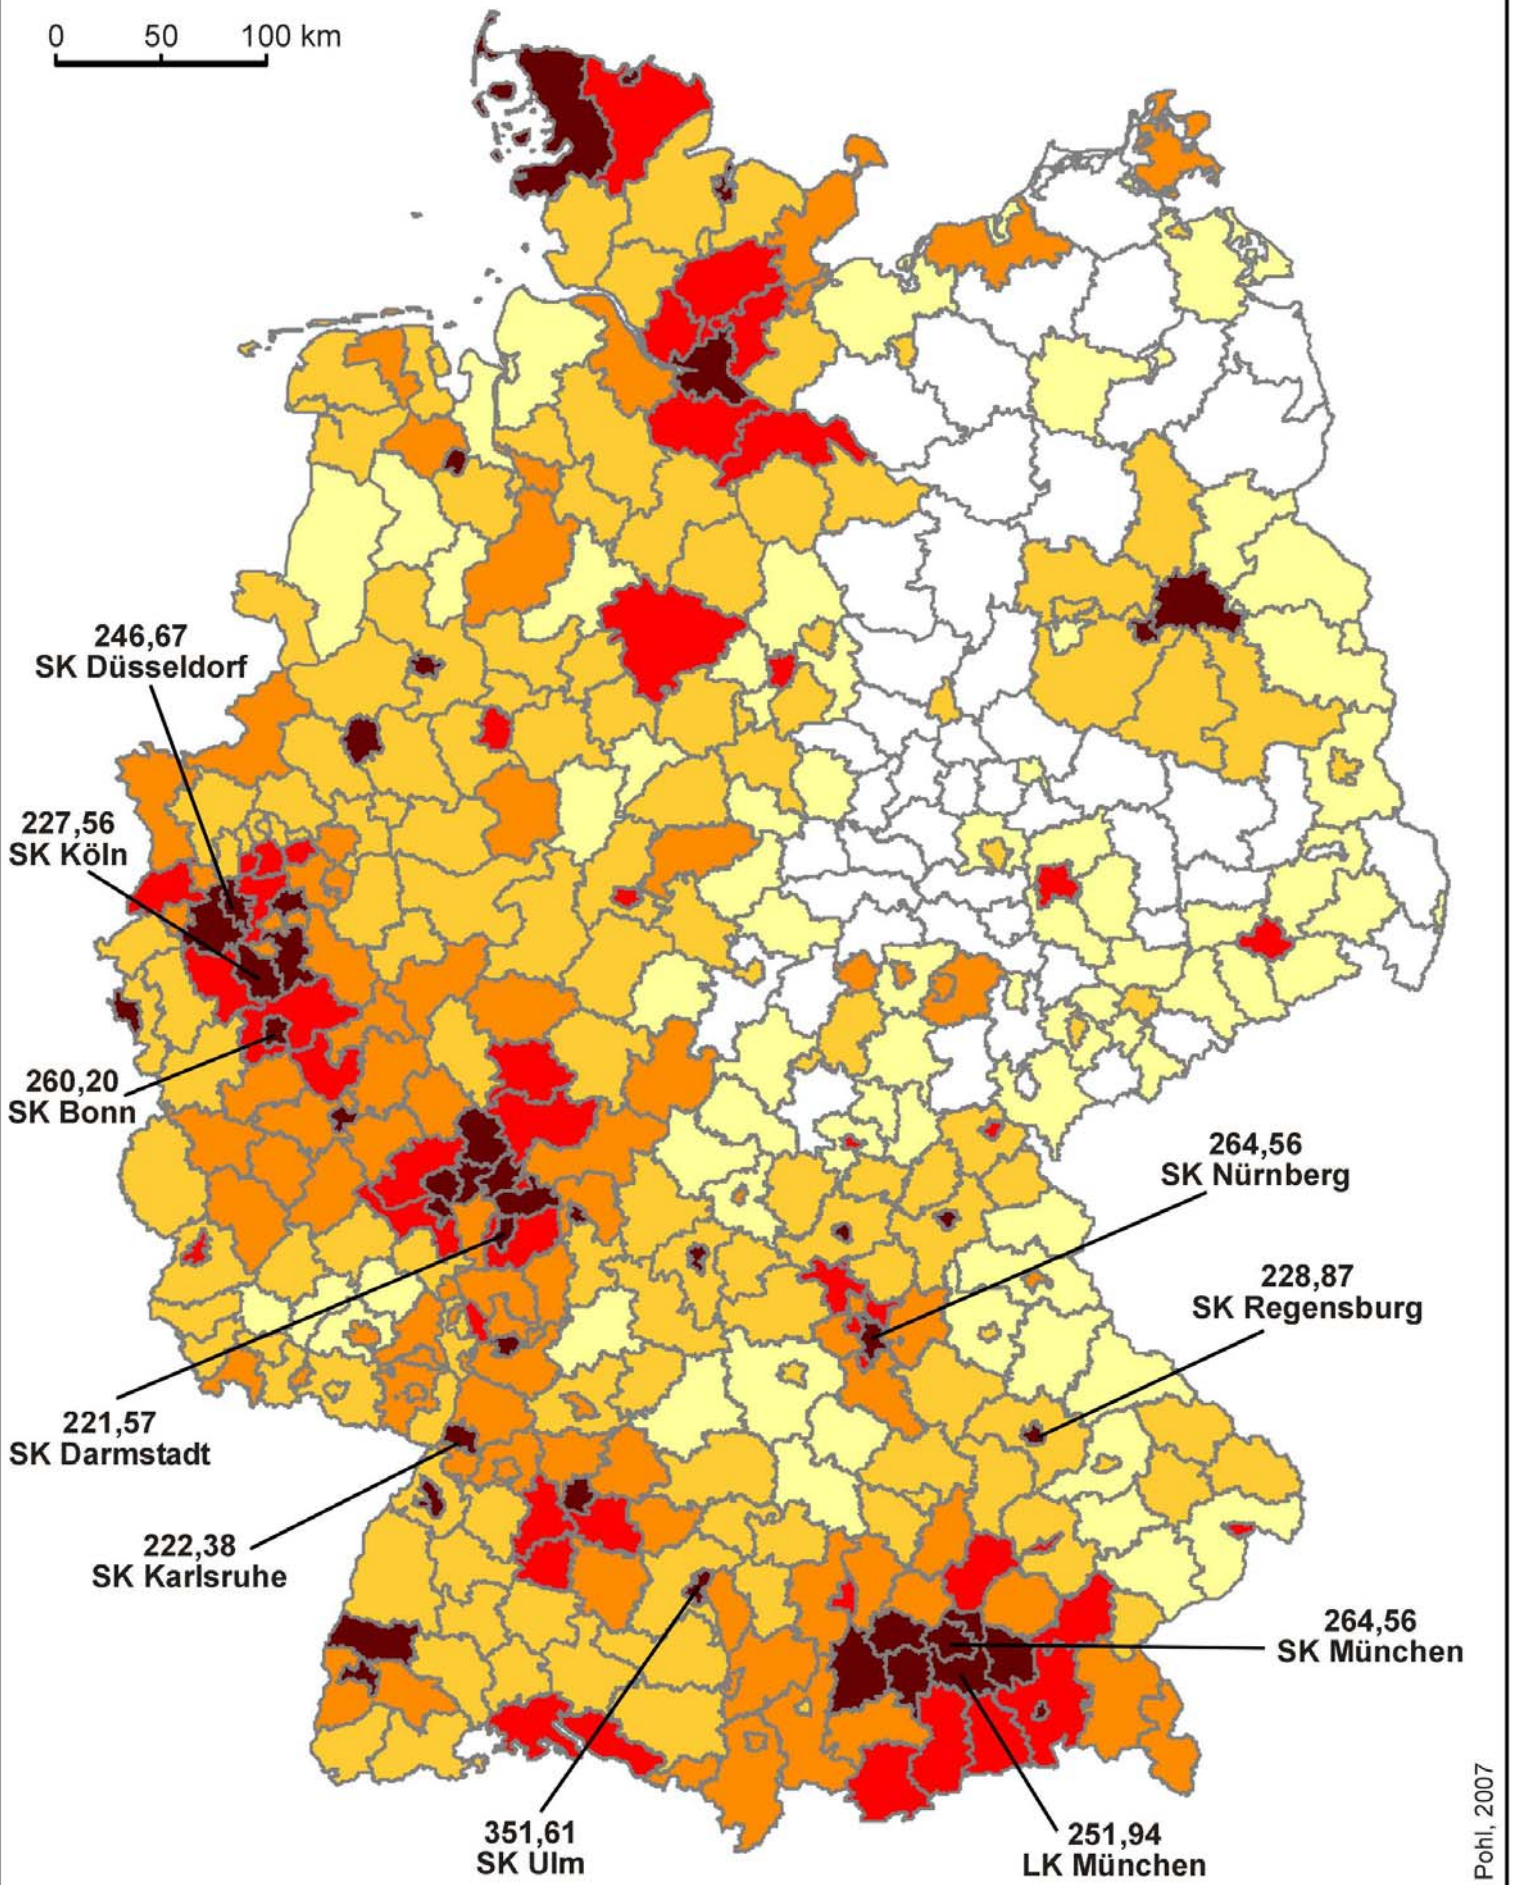 0 50 100 km
246,67
SK Düsseldorf
227,56
SK Köln
260,20
SK Bonn
264,56
SK Nürnberg
228,87
SK Regensburg
221,57
SK Darmstadt
222,38
SK Karlsruhe
264,56
SK München
351,61
SK Ulm
251,94
LK München
Pohl, 2007